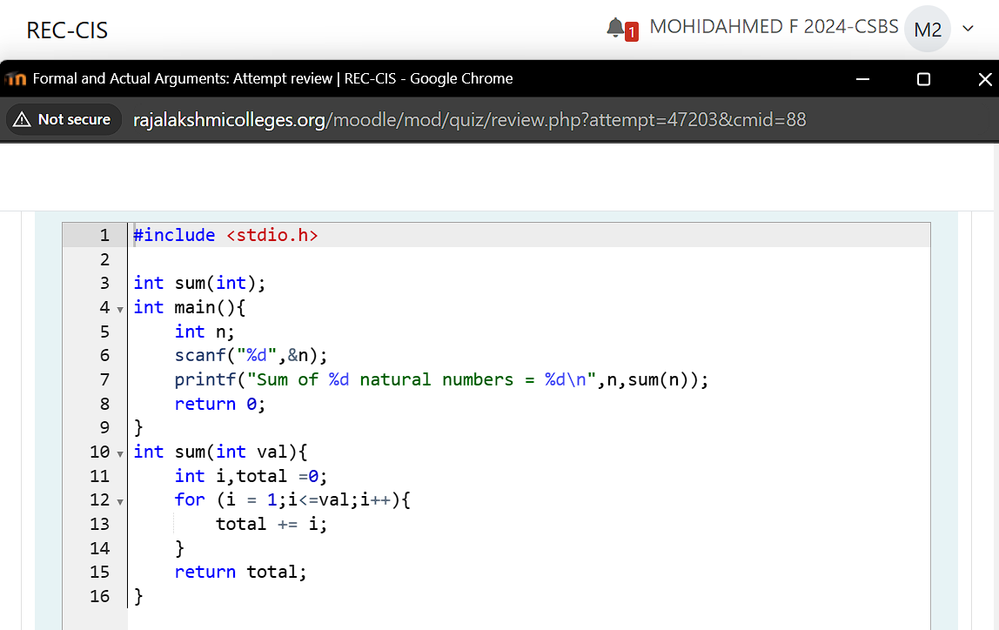 REC-CIS
1 MOHIDAHMED F 2024-CSBS M2
Formal and Actual Arguments: Attempt review | REC-CIS - Google Chrome
Not secure rajalakshmicolleges.org/moodle/mod/quiz/review.php?attempt=47203&cmid=88
1 #include <stdio.h>
2
3 int sum(int);
4 int main(){
5     int n;
6     scanf("%d",&n);
7     printf("Sum of %d natural numbers = %d\n",n,sum(n));
8     return 0;
9 }
10 int sum(int val){
11     int i,total =0;
12     for (i = 1;i<=val;i++){
13         total += i;
14     }
15     return total;
16 }